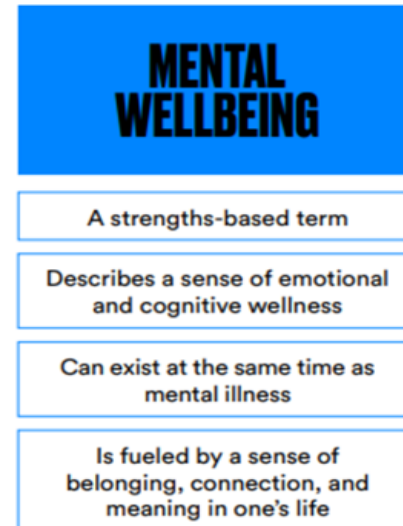 MENTAL
WELLBEING
A strengths-based term
Describes a sense of emotional
and cognitive wellness
Can exist at the same time as
mental illness
Is fueled by a sense of
belonging, connection, and
meaning in one's life